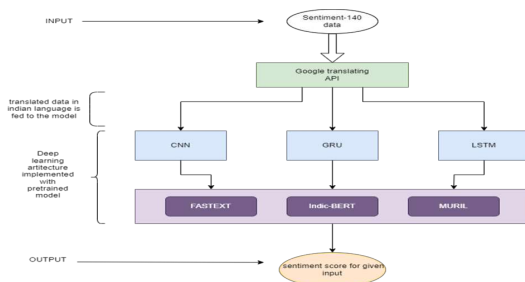 INPUT
Sentiment-140
data
Google translating
API
translated data in
indian language is
fed to the model
CNN
GRU
LSTM
Deep
learning
artitecture
implemented
with
pretrained
model
FASTEXT
Indic-BERT
MURIL
OUTPUT
sentiment score for given
input